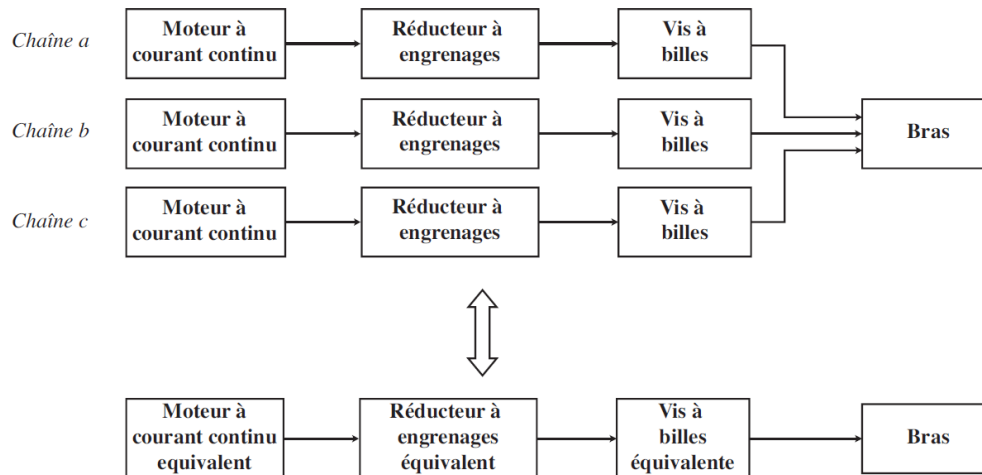 Chaîne a
Moteur à
courant continu
Réducteur à
engrenages
Vis à
billes
Chaîne b
Moteur à
courant continu
Réducteur à
engrenages
Vis à
billes
Bras
Chaîne c
Moteur à
courant continu
Réducteur à
engrenages
Vis à
billes
Moteur à
courant continu
equivalent
Réducteur à
engrenages
équivalent
Vis à
billes
équivalente
Bras